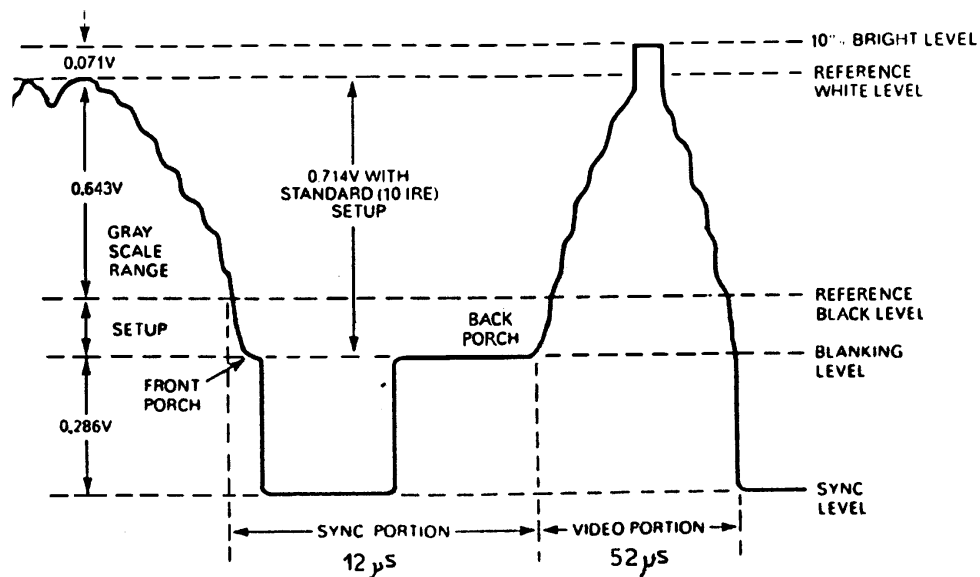 10" BRIGHT LEVEL
0.071V
REFERENCE
WHITE LEVEL
0.643V
0.714V WITH
STANDARD (10 IRE)
SETUP
GRAY
SCALE
RANGE
REFERENCE
BLACK LEVEL
SETUP
BACK
PORCH
BLANKING
LEVEL
FRONT
PORCH
0.286V
SYNC
LEVEL
SYNC PORTION
VIDEO PORTION
12 µS
52 µS